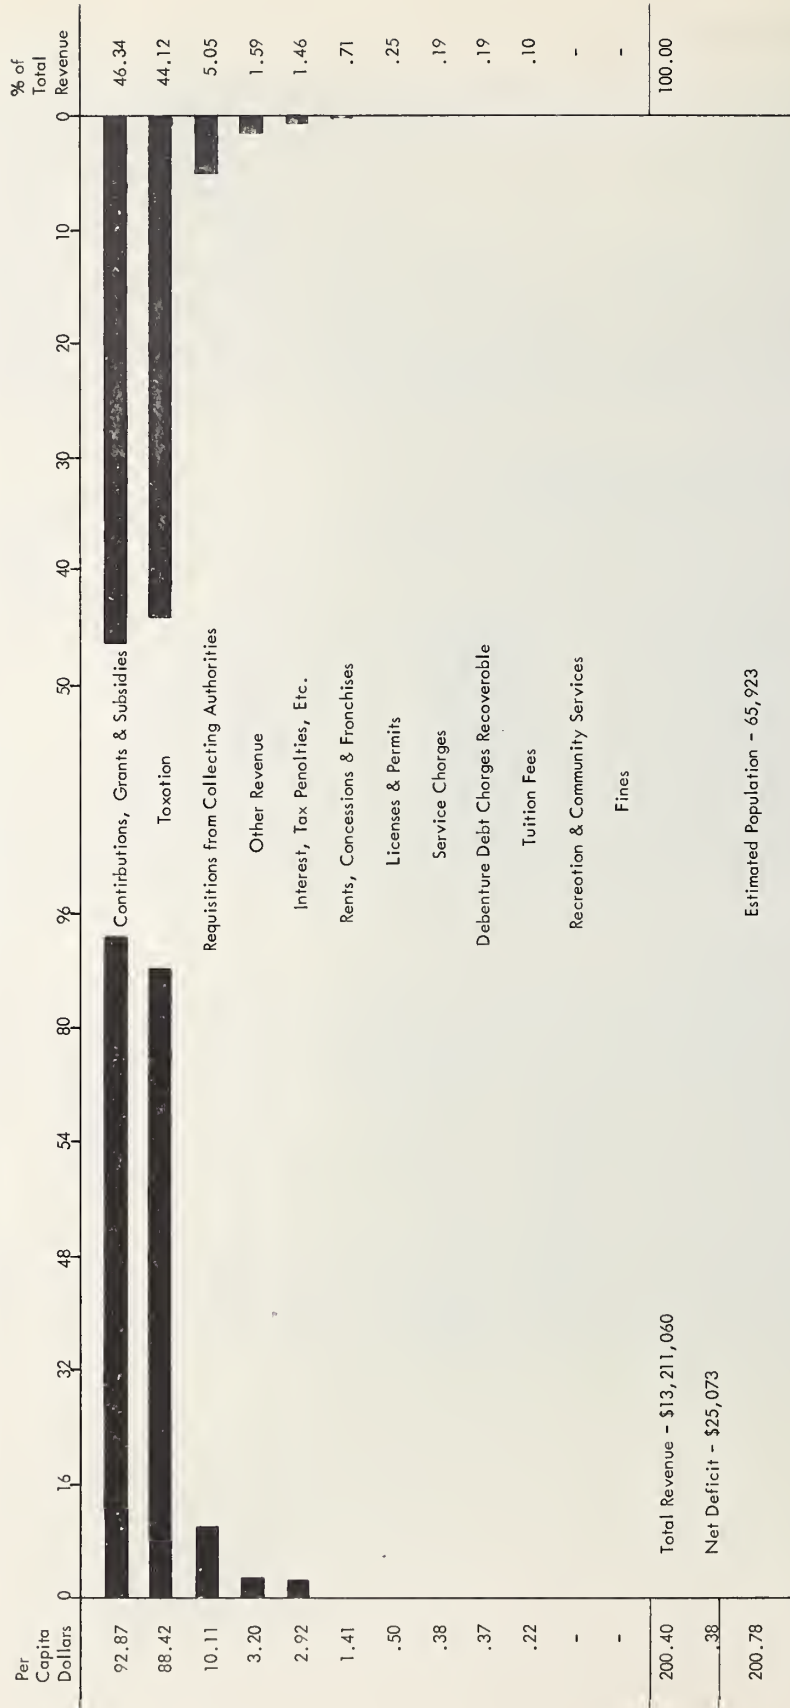 Per Capita Dollars
% of Total Revenue
0 16 32 48 54 80 96 50 40 30 20 10 0
92.87 Contirbutions, Grants & Subsidies 46.34
88.42 Toxotion 44.12
10.11 Requisitions from Collecting Authorities 5.05
3.20 Other Revenue 1.59
2.92 Interest, Tax Penolties, Etc. 1.46
1.41 Rents, Concessions & Fronchises .71
.50 Licenses & Permits .25
.38 Service Chorges .19
.37 Debenture Debt Charges Recoveroble .19
.22 Tuition Fees .10
- Recreotion & Community Services -
- Fines -
200.40 Total Revenue - $13,211,060 100.00
.38 Net Deficit - $25,073
200.78 Estimated Population - 65,923